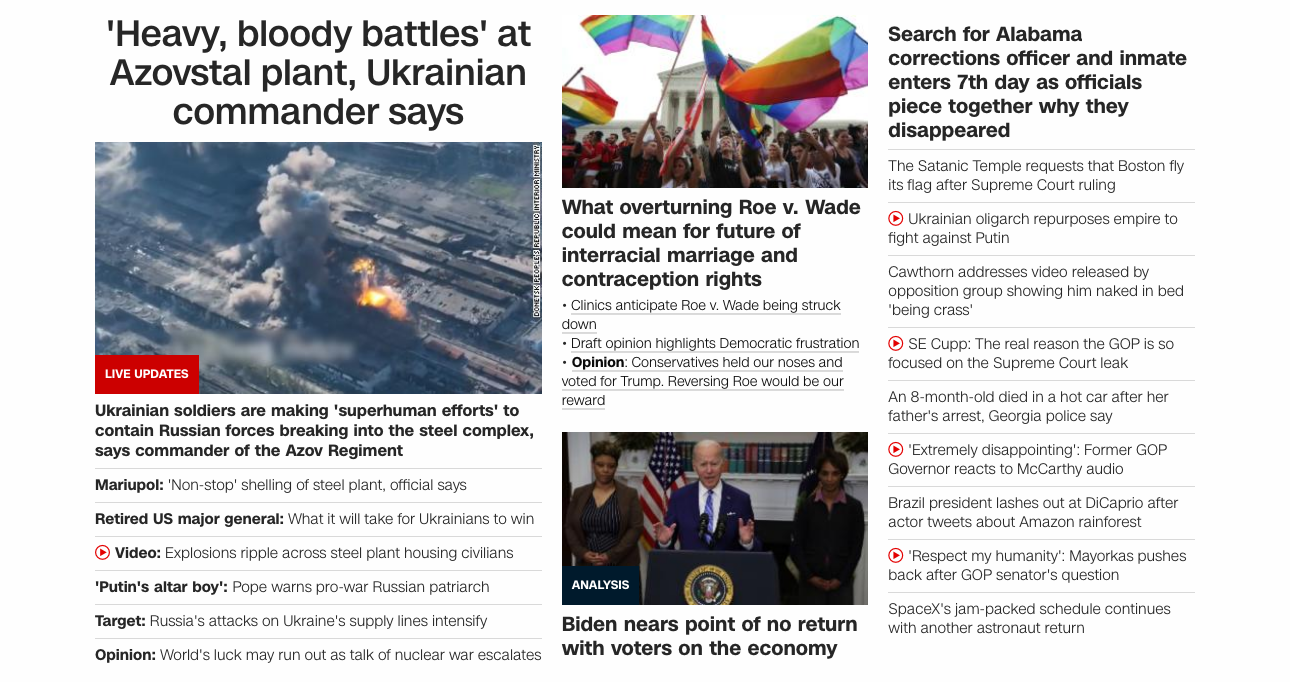 'Heavy, bloody battles' at
Azovstal plant, Ukrainian
commander says
DONETSK PEOPLE'S REPUBLIC INTERIOR MINISTRY
LIVE UPDATES
Ukrainian soldiers are making 'superhuman efforts' to
contain Russian forces breaking into the steel complex,
says commander of the Azov Regiment
Mariupol: 'Non-stop' shelling of steel plant, official says
Retired US major general: What it will take for Ukrainians to win
Video: Explosions ripple across steel plant housing civilians
'Putin's altar boy': Pope warns pro-war Russian patriarch
Target: Russia's attacks on Ukraine's supply lines intensify
Opinion: World's luck may run out as talk of nuclear war escalates
What overturning Roe v. Wade
could mean for future of
interracial marriage and
contraception rights
• Clinics anticipate Roe v. Wade being struck
down
• Draft opinion highlights Democratic frustration
• Opinion: Conservatives held our noses and
voted for Trump. Reversing Roe would be our
reward
ANALYSIS
Biden nears point of no return
with voters on the economy
Search for Alabama
corrections officer and inmate
enters 7th day as officials
piece together why they
disappeared
The Satanic Temple requests that Boston fly
its flag after Supreme Court ruling
Ukrainian oligarch repurposes empire to
fight against Putin
Cawthorn addresses video released by
opposition group showing him naked in bed
'being crass'
SE Cupp: The real reason the GOP is so
focused on the Supreme Court leak
An 8-month-old died in a hot car after her
father's arrest, Georgia police say
'Extremely disappointing': Former GOP
Governor reacts to McCarthy audio
Brazil president lashes out at DiCaprio after
actor tweets about Amazon rainforest
'Respect my humanity': Mayorkas pushes
back after GOP senator's question
SpaceX's jam-packed schedule continues
with another astronaut return